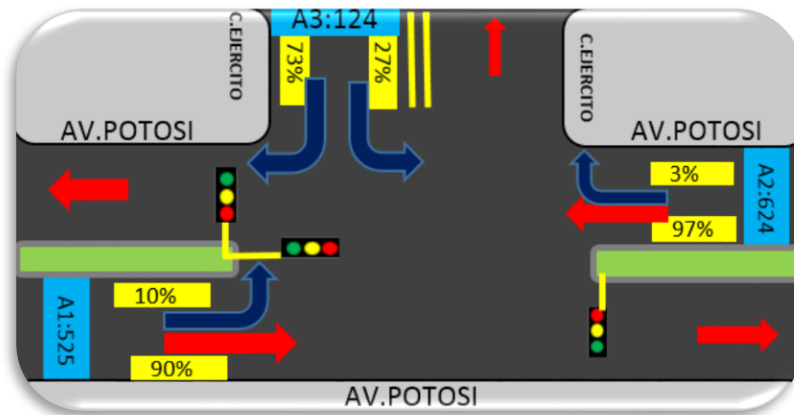 A3:124
C.EJERCITO
73%
27%
C.EJERCITO
AV.POTOSI
AV.POTOSI
3%
A2:624
97%
10%
A1:525
90%
AV.POTOSI